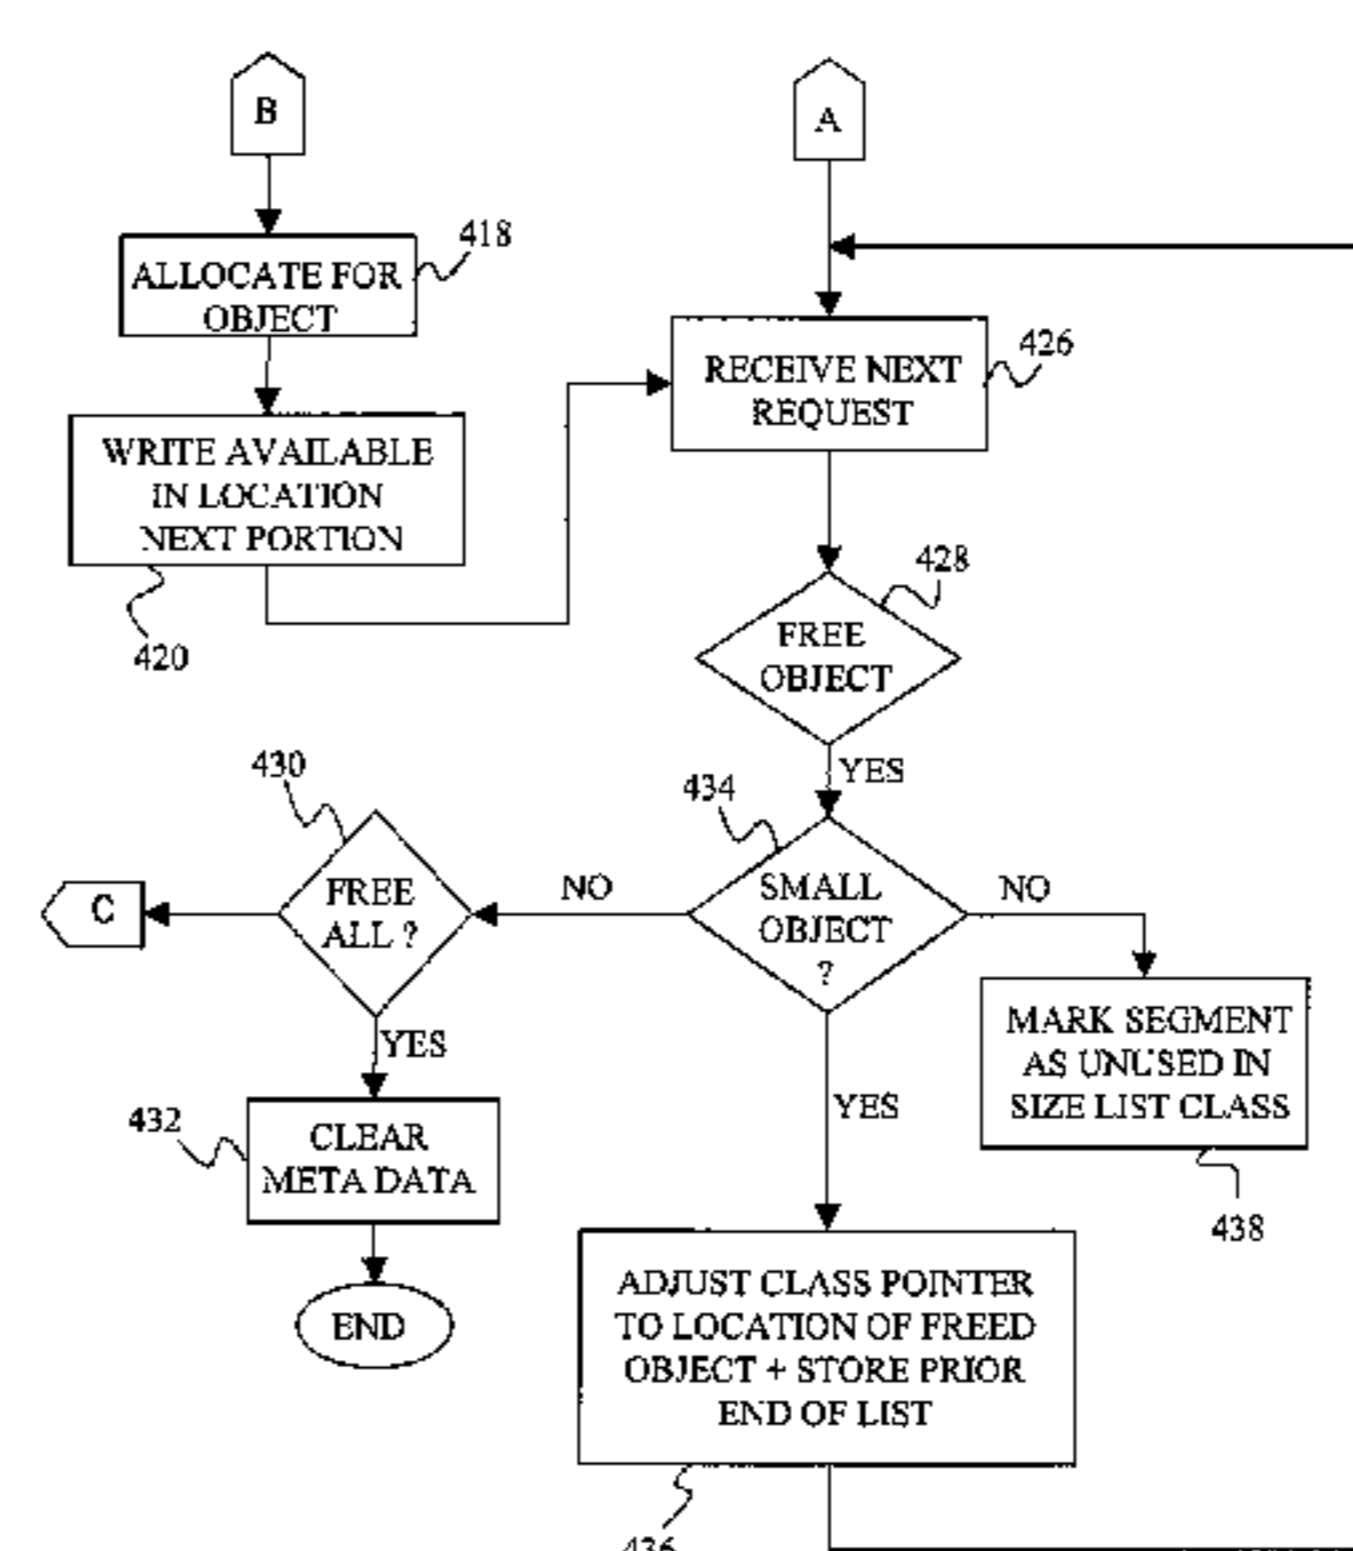 B
A
418
ALLOCATE FOR
OBJECT
426
RECEIVE NEXT
REQUEST
WRITE AVAILABLE
IN LOCATION
NEXT PORTION
420
428
FREE
OBJECT
YES
430
434
C
FREE
ALL ?
NO
SMALL
OBJECT
?
NO
MARK SEGMENT
AS UNUSED IN
SIZE LIST CLASS
438
YES
YES
432
CLEAR
META DATA
END
ADJUST CLASS POINTER
TO LOCATION OF FREED
OBJECT + STORE PRIOR
END OF LIST
436